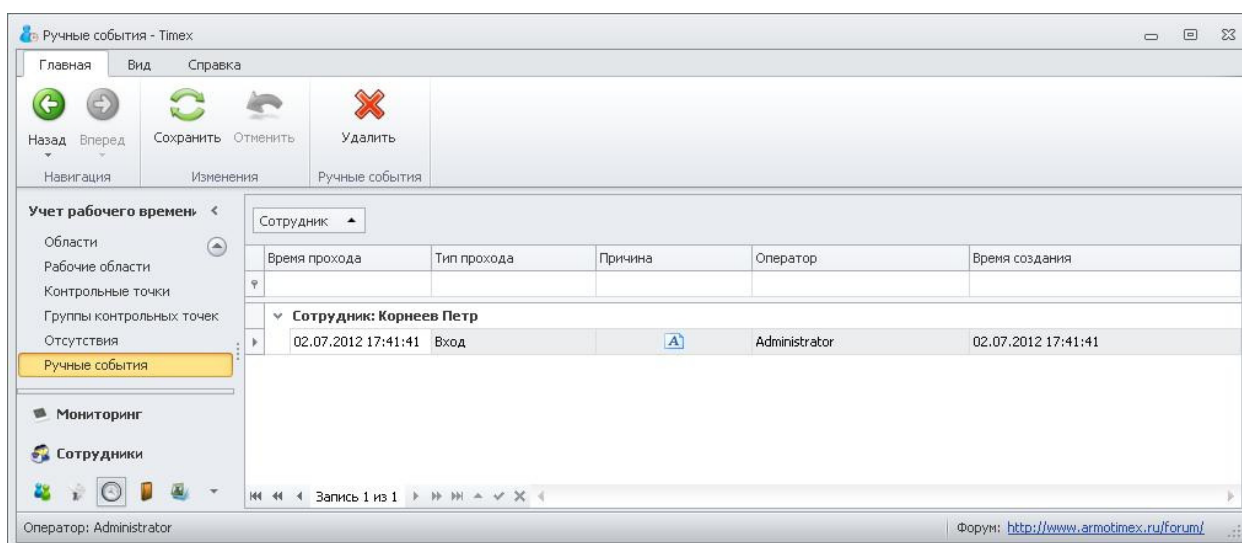 Ручные события - Timex
Главная Вид Справка
Назад Вперед Сохранить Отменить Удалить
Навигация Изменения Ручные события
Учет рабочего времени
Области
Рабочие области
Контрольные точки
Группы контрольных точек
Отсутствия
Ручные события
Мониторинг
Сотрудники
Сотрудник
Время прохода Тип прохода Причина Оператор Время создания
Сотрудник: Корнеев Петр
02.07.2012 17:41:41 Вход A Administrator 02.07.2012 17:41:41
Запись 1 из 1
Оператор: Administrator Форум: http://www.armotimex.ru/forum/